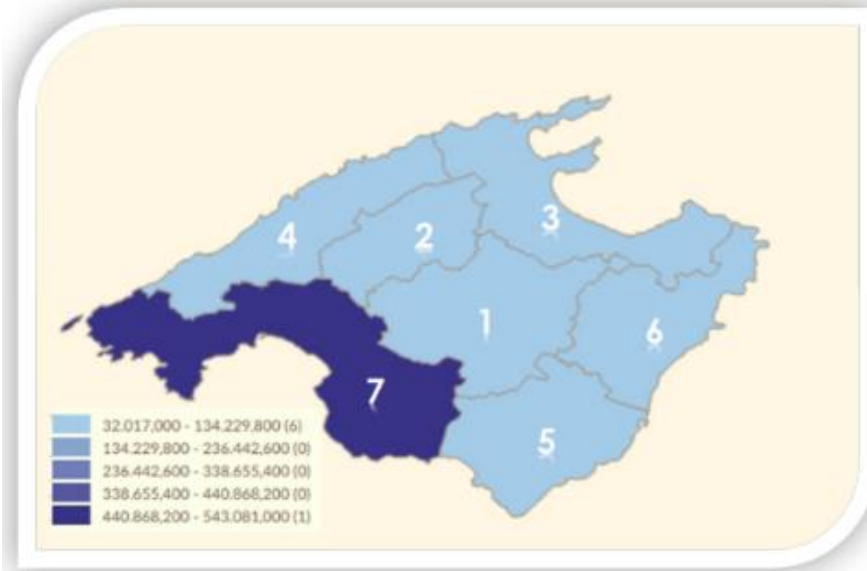 3
4
2
1
6
7
5
32.017,000 - 134.229,800 (6)
134.229,800 - 236.442,600 (0)
236.442,600 - 338.655,400 (0)
338.655,400 - 440.868,200 (0)
440.868,200 - 543.081,000 (1)